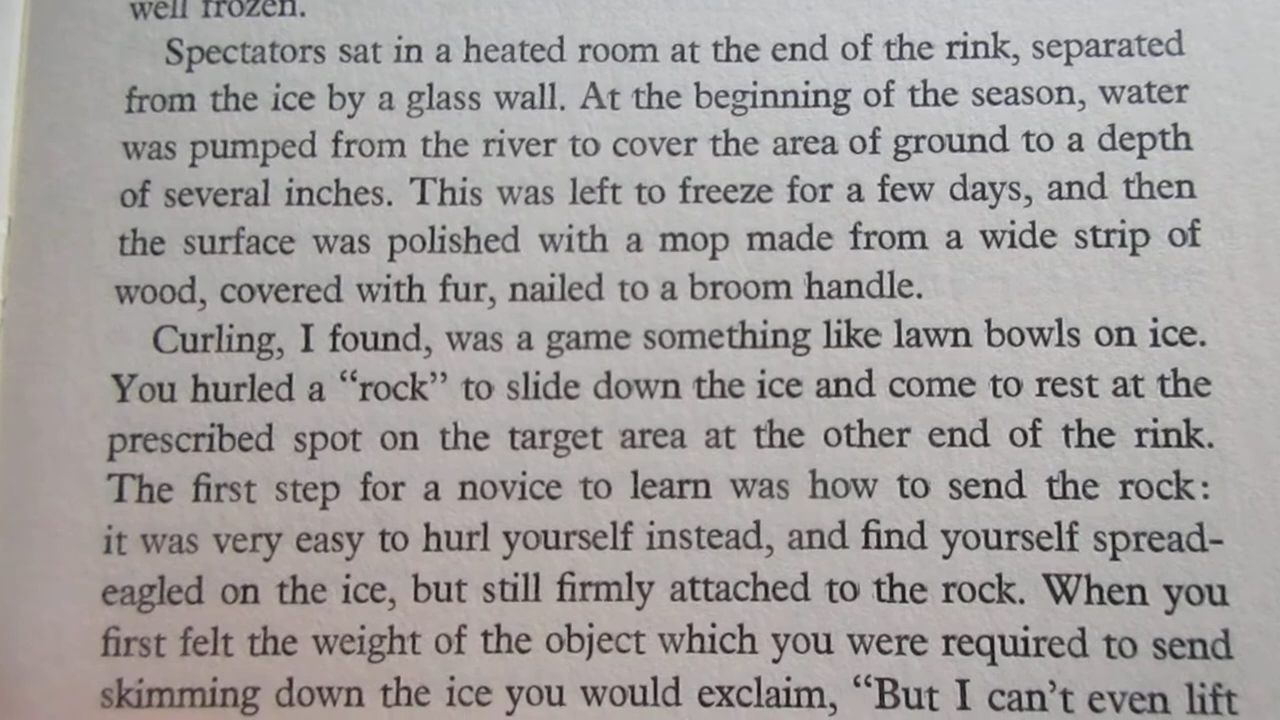 well frozen.
Spectators sat in a heated room at the end of the rink, separated
from the ice by a glass wall. At the beginning of the season, water
was pumped from the river to cover the area of ground to a depth
of several inches. This was left to freeze for a few days, and then
the surface was polished with a mop made from a wide strip of
wood, covered with fur, nailed to a broom handle.
Curling, I found, was a game something like lawn bowls on ice.
You hurled a “rock” to slide down the ice and come to rest at the
prescribed spot on the target area at the other end of the rink.
The first step for a novice to learn was how to send the rock:
it was very easy to hurl yourself instead, and find yourself spread-
eagled on the ice, but still firmly attached to the rock. When you
first felt the weight of the object which you were required to send
skimming down the ice you would exclaim, “But I can’t even lift